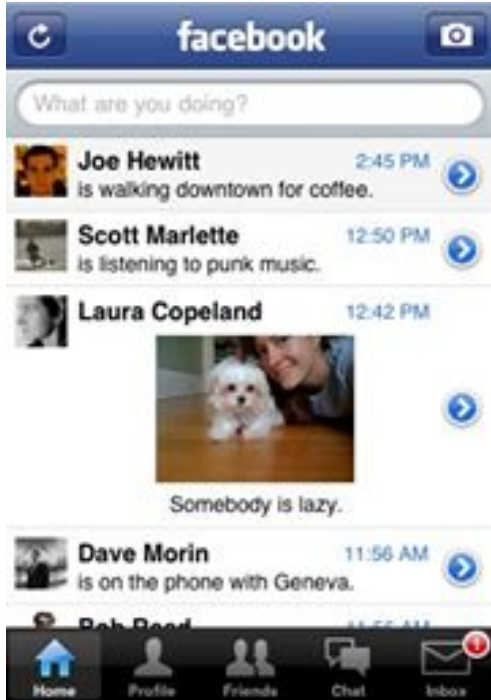 facebook
What are you doing?
Joe Hewitt 2:45 PM
is walking downtown for coffee.
Scott Marlette 12:50 PM
is listening to punk music.
Laura Copeland 12:42 PM
Somebody is lazy.
Dave Morin 11:56 AM
is on the phone with Geneva.
Home Profile Friends Chat Inbox
1